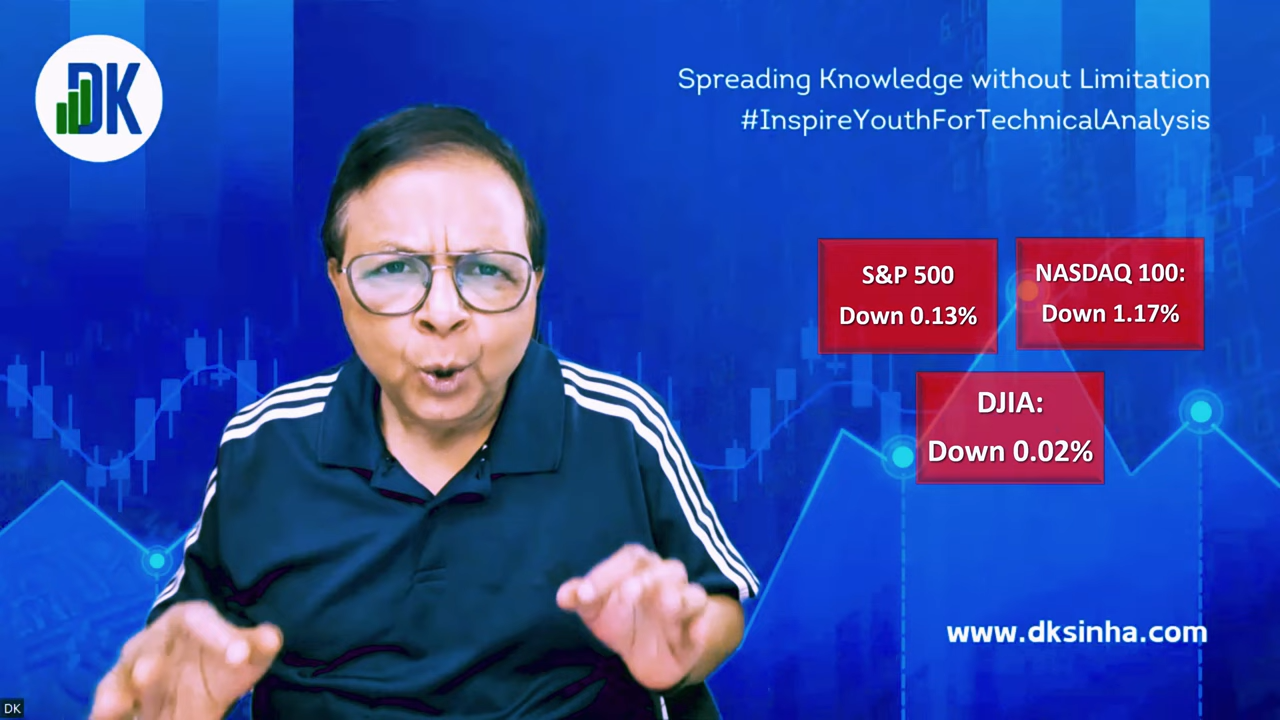 DK
Spreading Knowledge without Limitation
#InspireYouthForTechnicalAnalysis
S&P 500
Down 0.13%
NASDAQ 100:
Down 1.17%
DJIA:
Down 0.02%
www.dksinha.com
DK